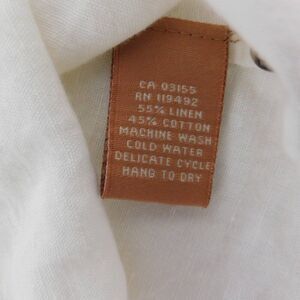 CA 03155
RN 119492
55% LINEN
45% COTTON
MACHINE WASH
COLD WATER
DELICATE CYCLE
HANG TO DRY